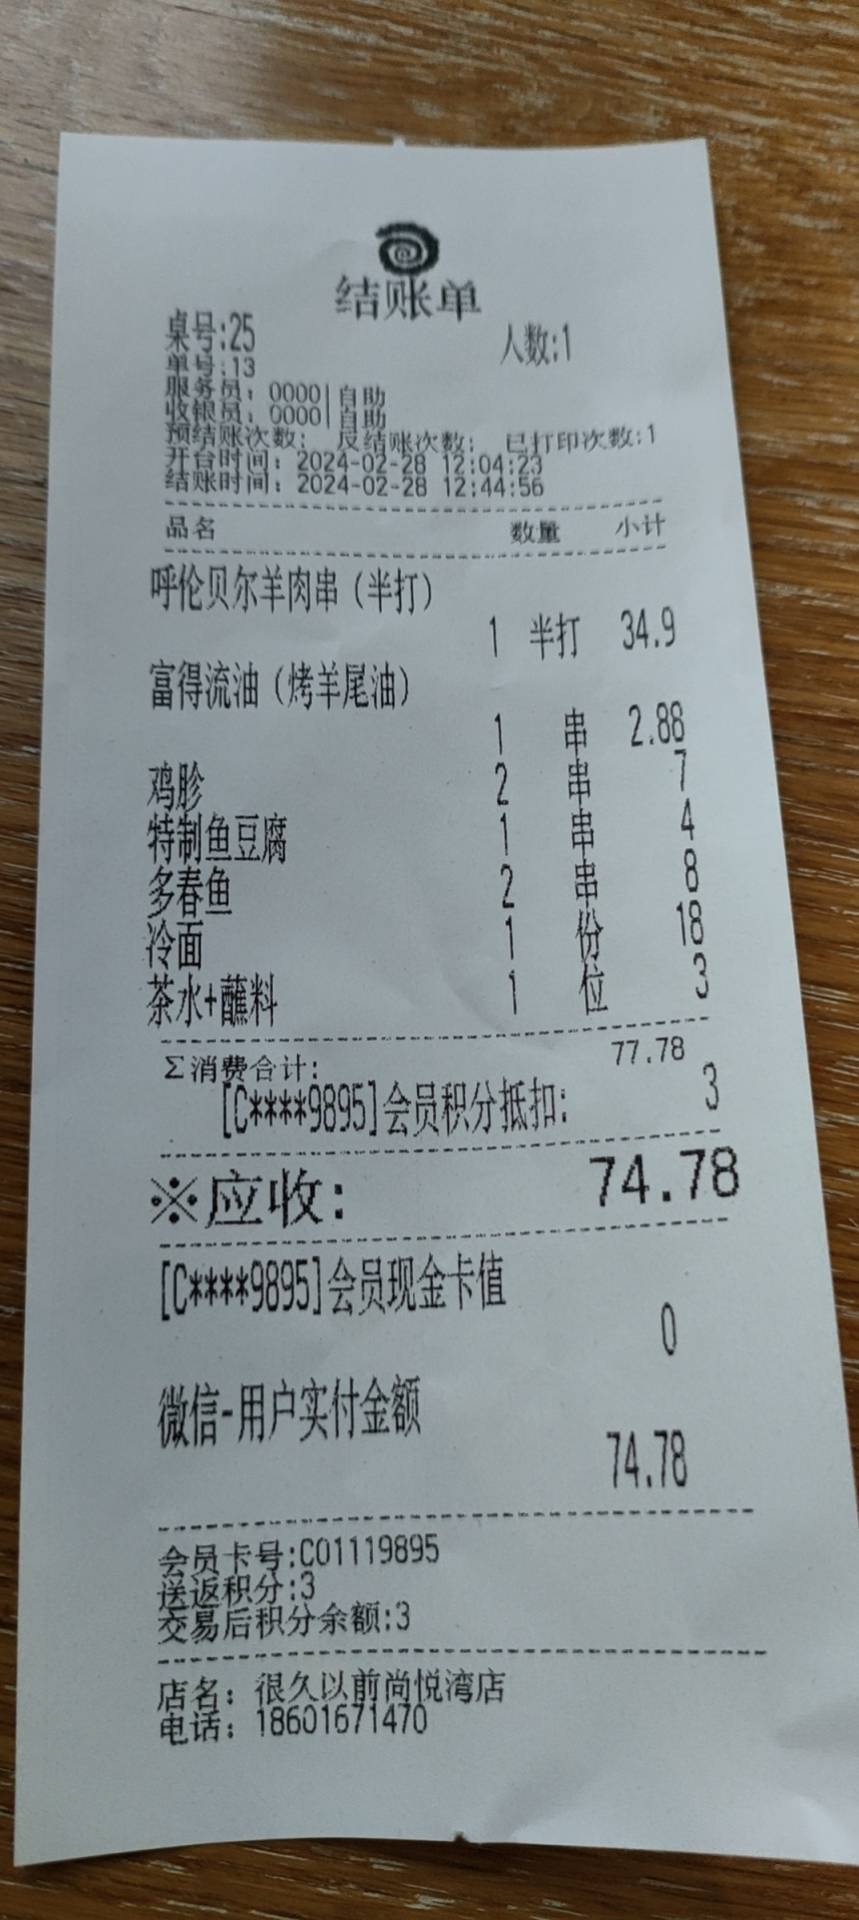 结账单
桌号:25 人数:1
单号:13
服务员: 0000|自助
收银员: 0000|自助
预结账次数: 反结账次数: 已打印次数:1
开台时间: 2024-02-28 12:04:23
结账时间: 2024-02-28 12:44:56
品名 数量 小计
呼伦贝尔羊肉串(半打)
1 半打 34.9
富得流油(烤羊尾油)
1 串 2.88
鸡胗 2 串 7
特制鱼豆腐 1 串 4
多春鱼 2 串 8
冷面 1 份 18
茶水+蘸料 1 位 3
Σ消费合计: 77.78
[C****9895]会员积分抵扣: 3
※应收: 74.78
[C****9895]会员现金卡值
0
微信-用户实付金额
74.78
会员卡号:C01119895
送返积分:3
交易后积分余额:3
店名: 很久以前尚悦湾店
电话: 18601671470